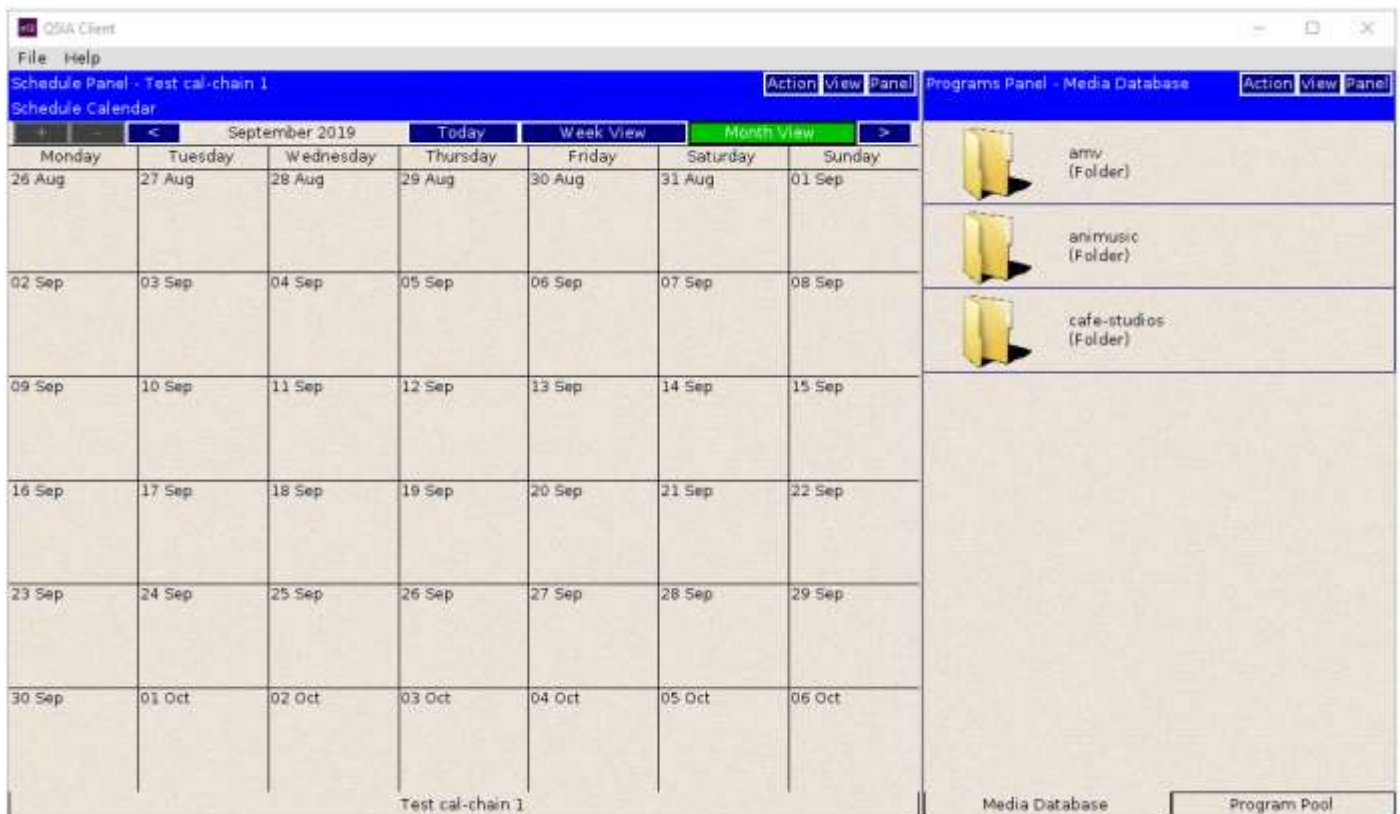 QSIA Client
File Help
Schedule Panel - Test cal-chain 1 Action View Panel
Schedule Calendar
+ - < September 2019 Today Week View Month View >
Monday Tuesday Wednesday Thursday Friday Saturday Sunday
26 Aug 27 Aug 28 Aug 29 Aug 30 Aug 31 Aug 01 Sep
02 Sep 03 Sep 04 Sep 05 Sep 06 Sep 07 Sep 08 Sep
09 Sep 10 Sep 11 Sep 12 Sep 13 Sep 14 Sep 15 Sep
16 Sep 17 Sep 18 Sep 19 Sep 20 Sep 21 Sep 22 Sep
23 Sep 24 Sep 25 Sep 26 Sep 27 Sep 28 Sep 29 Sep
30 Sep 01 Oct 02 Oct 03 Oct 04 Oct 05 Oct 06 Oct
Test cal-chain 1
Programs Panel - Media Database Action View Panel
amv
(Folder)
animusic
(Folder)
cafe-studios
(Folder)
Media Database Program Pool